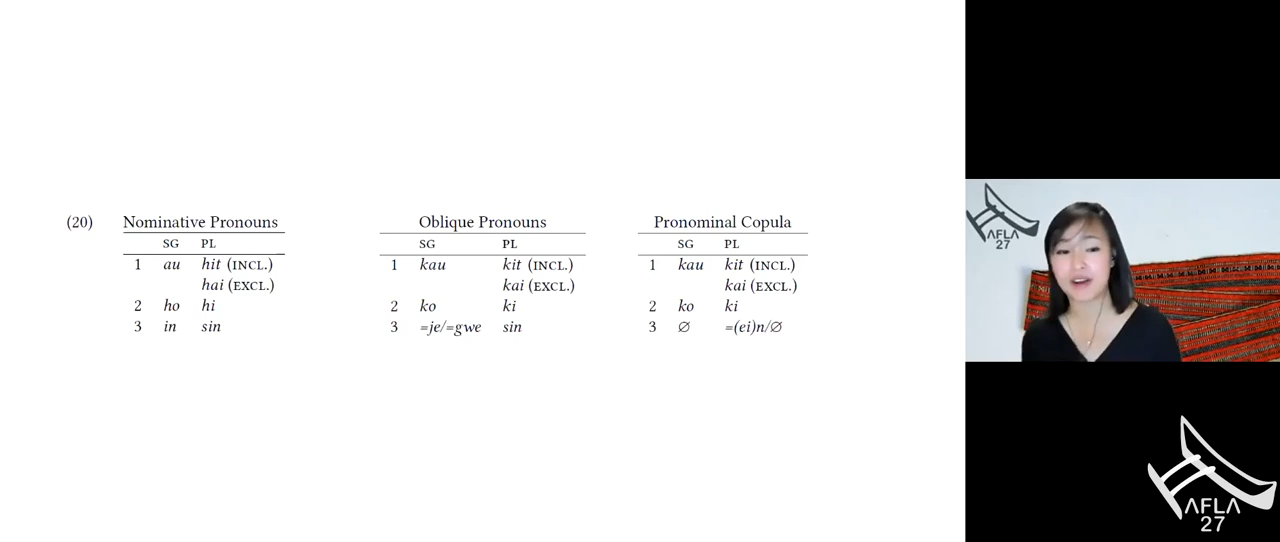 (20) Nominative Pronouns Oblique Pronouns Pronominal Copula
SG PL SG PL SG PL
1 au hit (INCL.) 1 kau kit (INCL.) 1 kau kit (INCL.)
hai (EXCL.) kai (EXCL.) kai (EXCL.)
2 ho hi 2 ko ki 2 ko ki
3 in sin 3 =je/=gwe sin 3 ∅ =(ei)n/∅
AFLA
27
AFLA
27